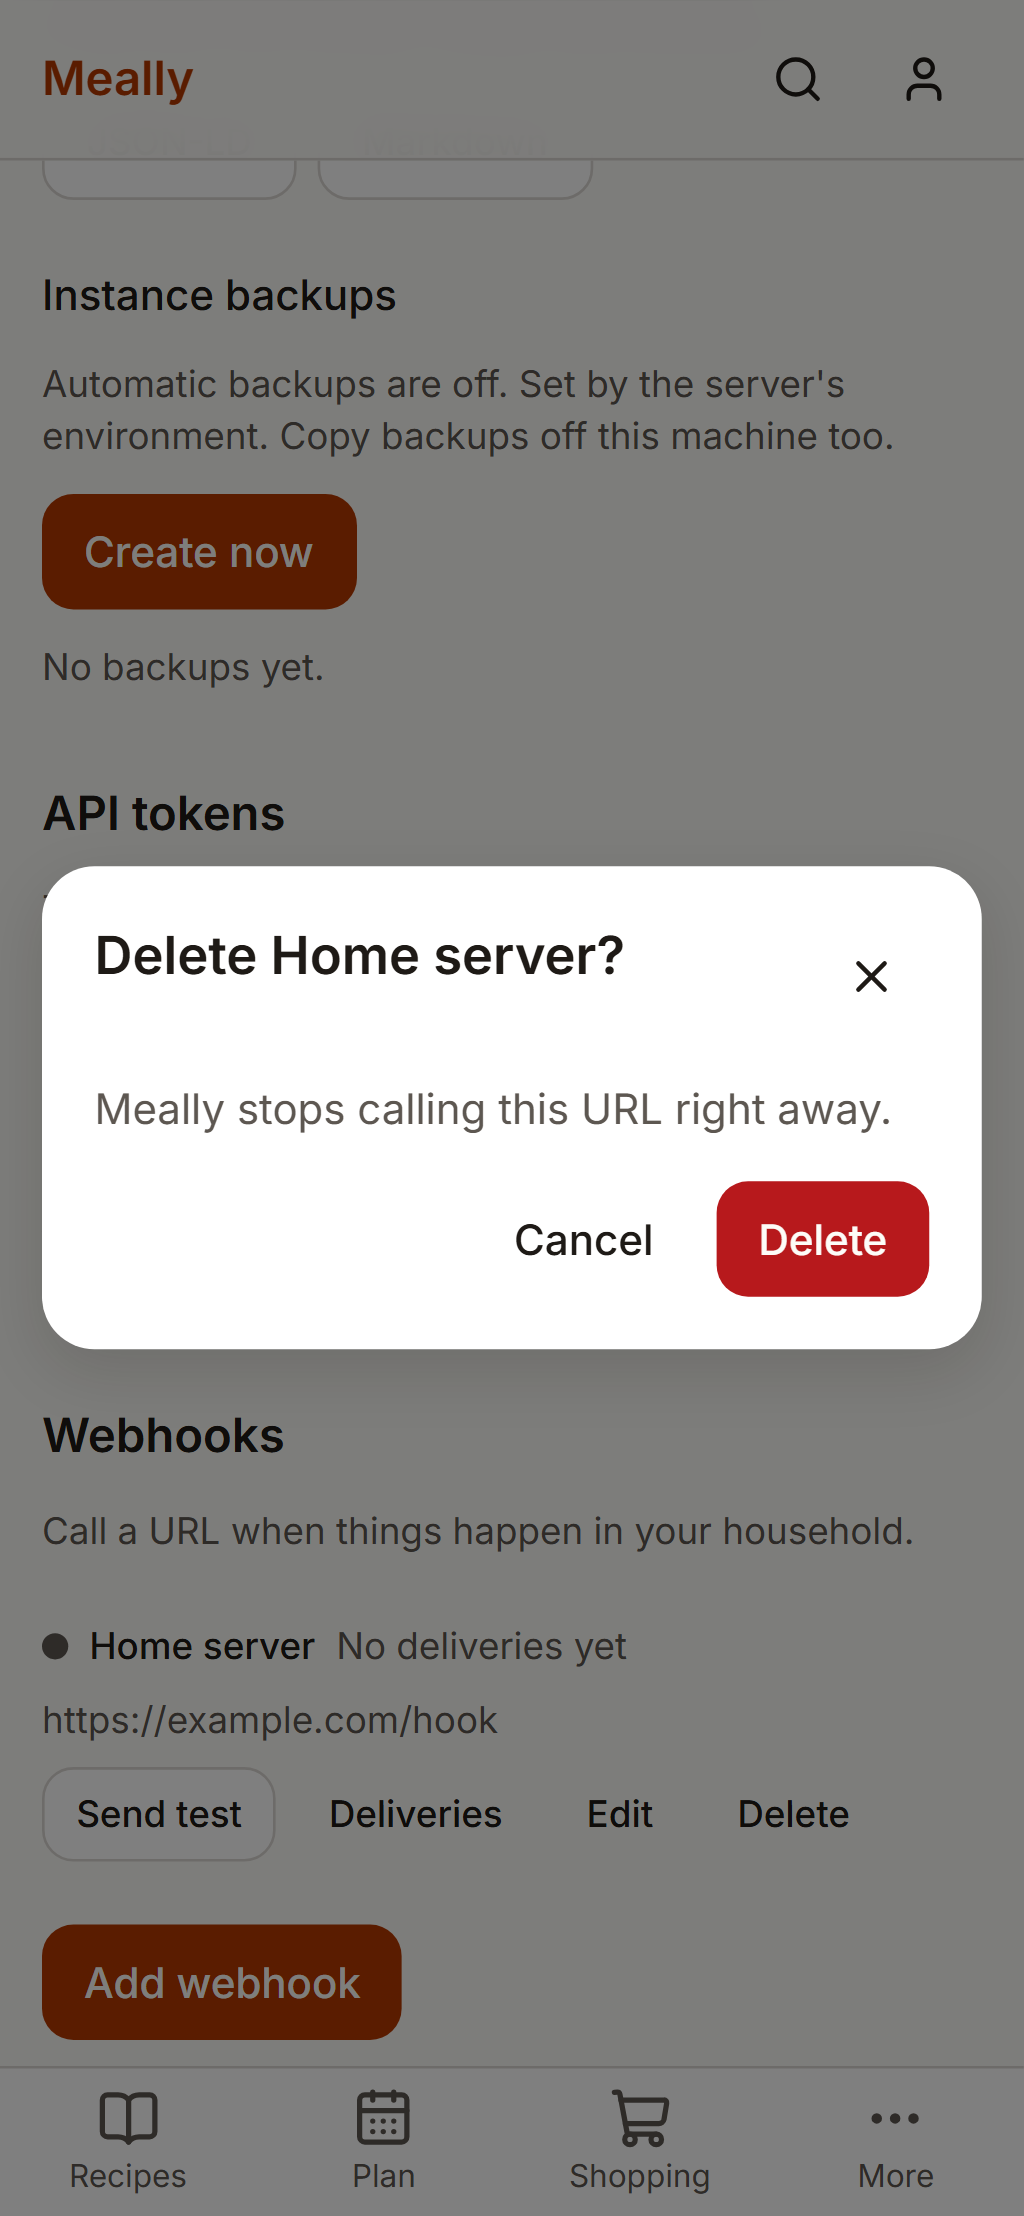 Meally
Instance backups
Automatic backups are off. Set by the server's
environment. Copy backups off this machine too.
Create now
No backups yet.
API tokens
Delete Home server?
Meally stops calling this URL right away.
Cancel
Delete
Webhooks
Call a URL when things happen in your household.
Home server No deliveries yet
https://example.com/hook
Send test Deliveries Edit Delete
Add webhook
Recipes Plan Shopping More